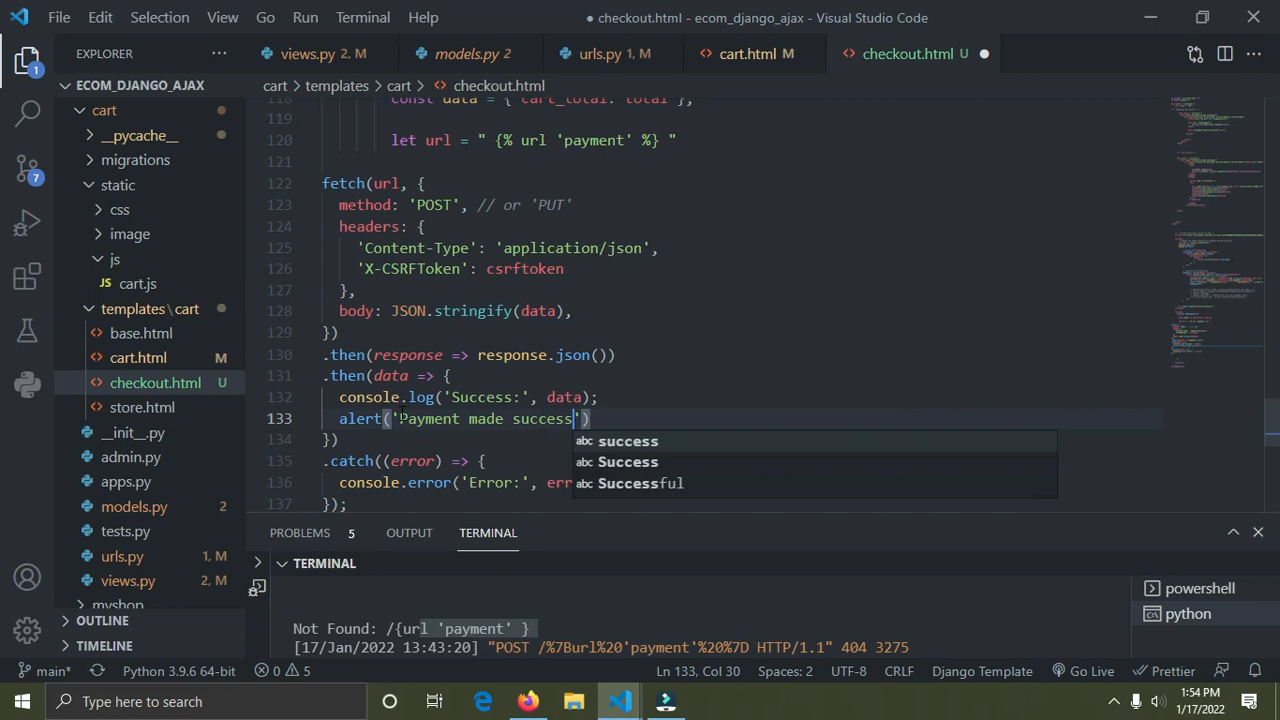 File Edit Selection View Go Run Terminal Help
● checkout.html - ecom_django_ajax - Visual Studio Code
EXPLORER
views.py 2, M
models.py 2
urls.py 1, M
cart.html M
checkout.html U
ECOM_DJANGO_AJAX
cart > templates > cart > checkout.html
cart
__pycache__
migrations
static
css
image
js
cart.js
templates\cart
base.html
cart.html M
checkout.html U
store.html
__init__.py
admin.py
apps.py
models.py 2
tests.py
urls.py 1, M
views.py 2, M
myshop
OUTLINE
TIMELINE
1
7
118 const data = { cart_total: total };
119
120 let url = " {% url 'payment' %} "
121
122 fetch(url, {
123 method: 'POST', // or 'PUT'
124 headers: {
125 'Content-Type': 'application/json',
126 'X-CSRFToken': csrftoken
127 },
128 body: JSON.stringify(data),
129 })
130 .then(response => response.json())
131 .then(data => {
132 console.log('Success:', data);
133 alert('Payment made success')
134 })
135 .catch((error) => {
136 console.error('Error:', err
137 });
abc success
abc Success
abc Successful
PROBLEMS 5 OUTPUT TERMINAL
TERMINAL
powershell
python
Not Found: /{url 'payment' }
[17/Jan/2022 13:43:20] "POST /%7Burl%20'payment'%20%7D HTTP/1.1" 404 3275
main* Python 3.9.6 64-bit 0 5 Ln 133, Col 30 Spaces: 2 UTF-8 CRLF Django Template Go Live Prettier
Type here to search
1:54 PM
1/17/2022